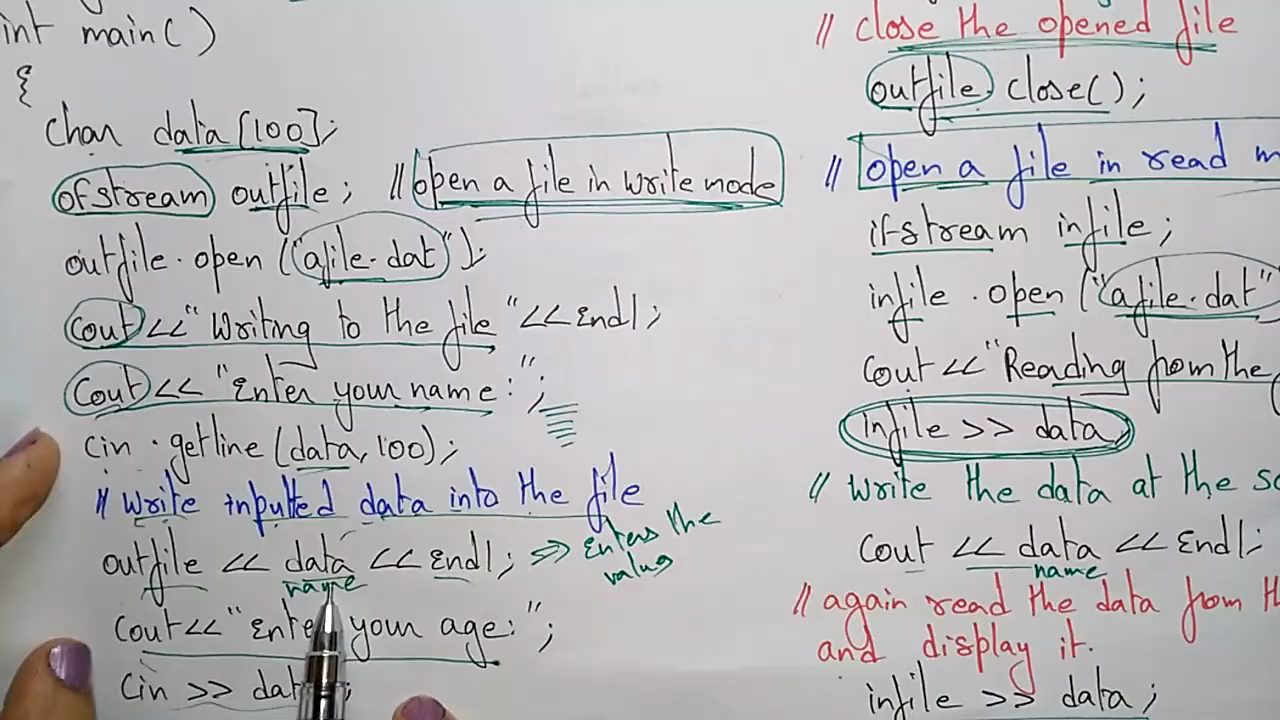 int main()
{
char data[100];
ofstream outfile; // open a file in write mode
outfile.open("afile.dat");
cout<<"Writing to the file"<<endl;
cout<<"Enter your name:";
cin.getline(data,100);
// Write inputted data into the file
outfile << data << endl; => Enters the value
name
cout<<"Enter your age:";
cin >> data;
// close the opened file
outfile.close();
// open a file in read
ifstream infile;
infile.open("afile.dat"
cout<<"Reading from the
infile >> data;
// write the data at the
cout << data << endl;
name
// again read the data from
and display it.
infile >> data;